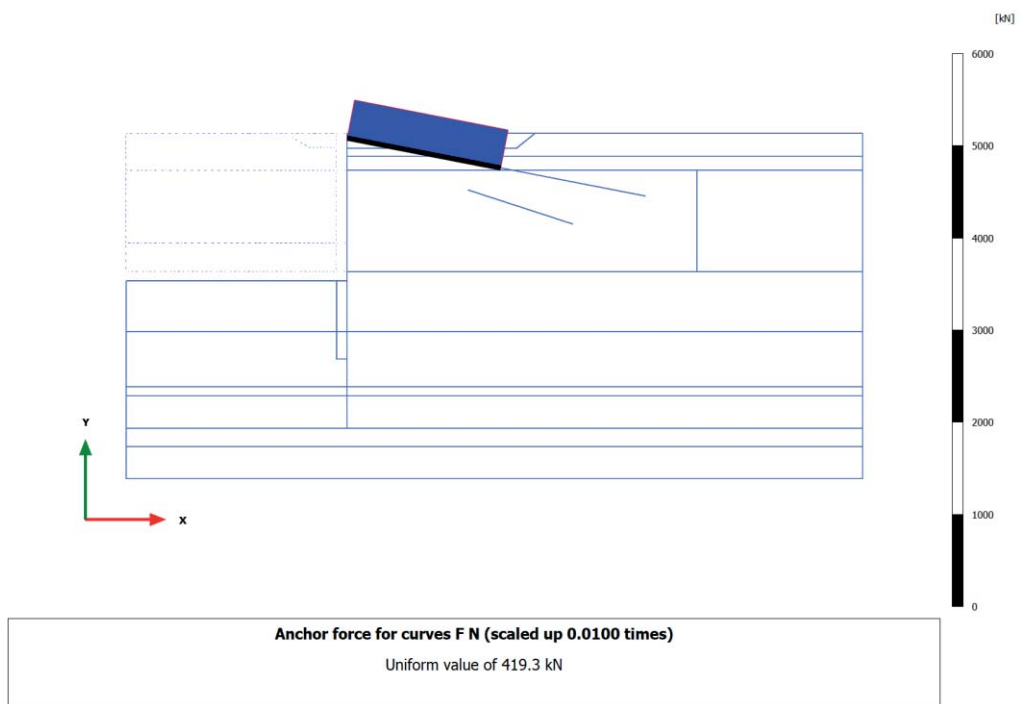 [kN]
6000
5000
4000
3000
2000
1000
0
Y
X
Anchor force for curves F N (scaled up 0.0100 times)
Uniform value of 419.3 kN